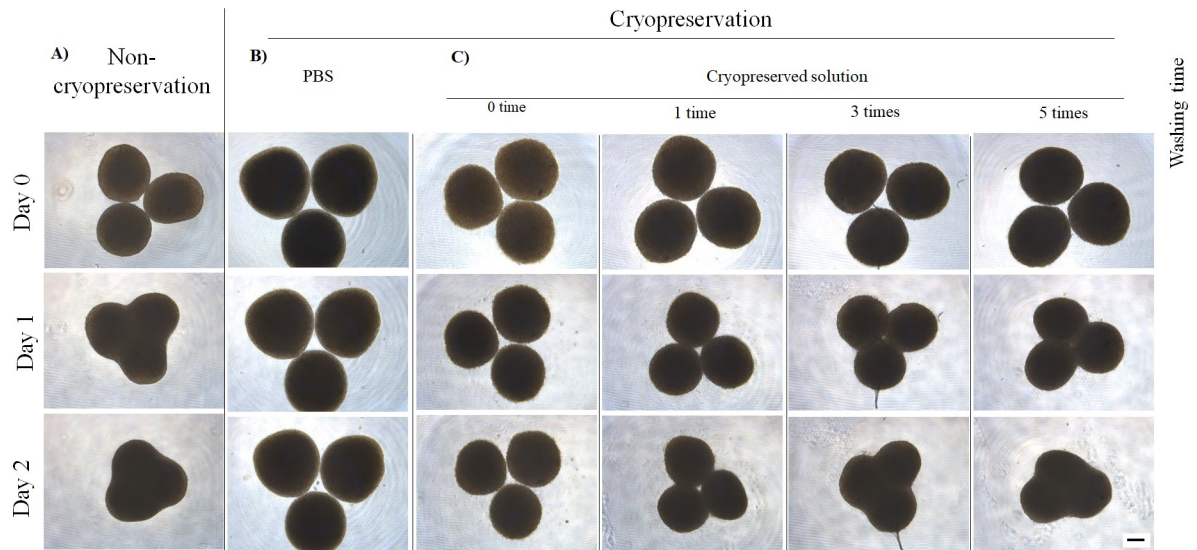 Cryopreservation
A)
Non-
cryopreservation
B)
PBS
C)
Cryopreserved solution
0 time
1 time
3 times
5 times
Washing time
Day 0
Day 1
Day 2